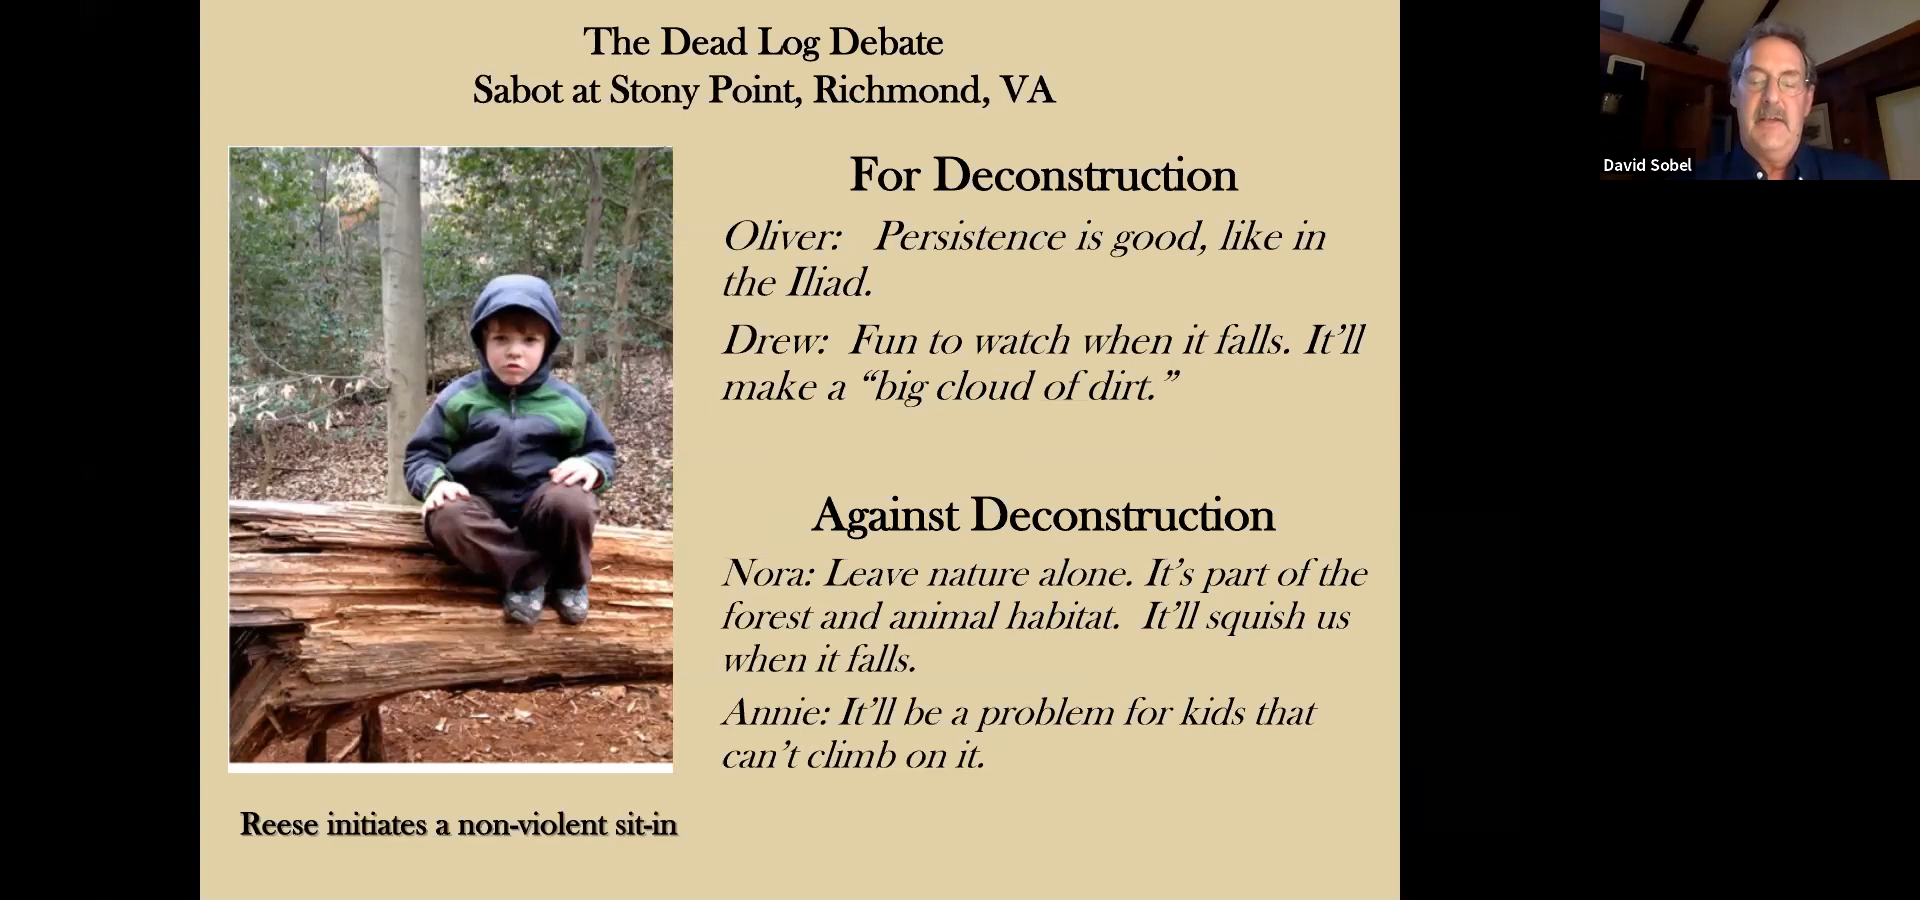 The Dead Log Debate
Sabot at Stony Point, Richmond, VA
For Deconstruction
Oliver:   Persistence is good, like in
the Iliad.
Drew:  Fun to watch when it falls. It’ll
make a “big cloud of dirt.”
Against Deconstruction
Nora: Leave nature alone. It’s part of the
forest and animal habitat.  It’ll squish us
when it falls.
Annie: It’ll be a problem for kids that
can’t climb on it.
Reese initiates a non-violent sit-in
David Sobel